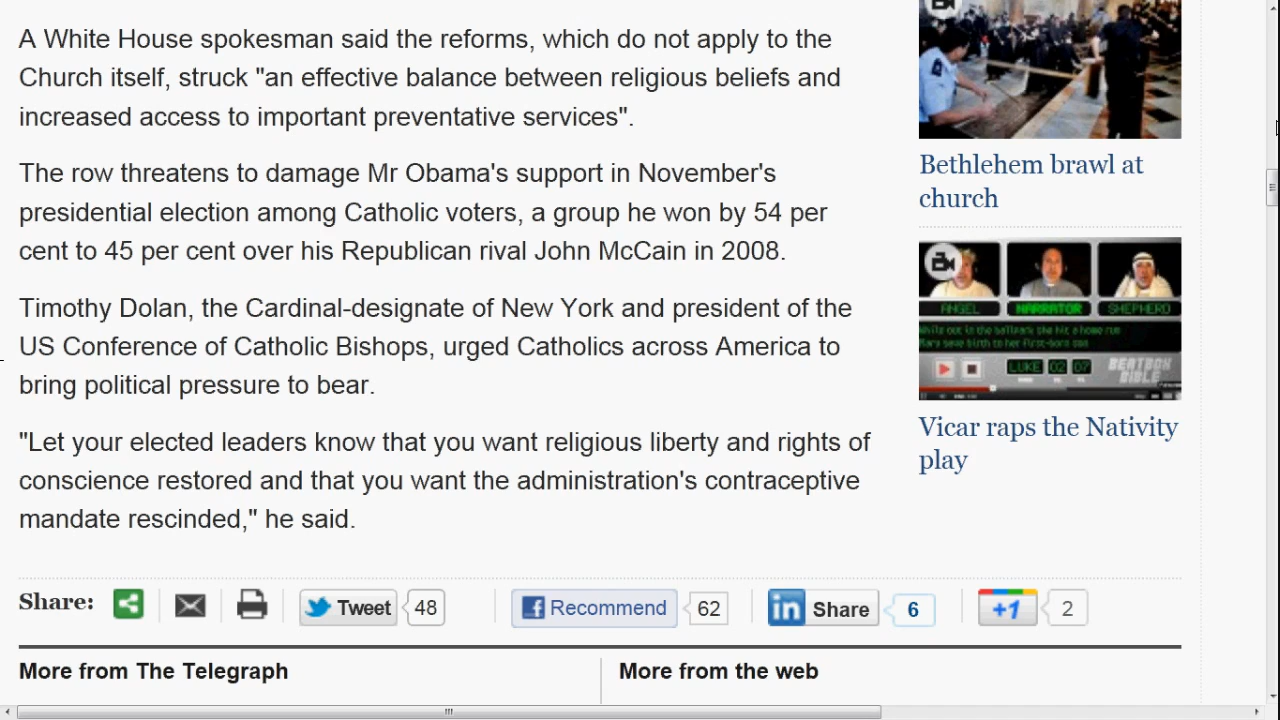 A White House spokesman said the reforms, which do not apply to the
Church itself, struck "an effective balance between religious beliefs and
increased access to important preventative services".
The row threatens to damage Mr Obama's support in November's
presidential election among Catholic voters, a group he won by 54 per
cent to 45 per cent over his Republican rival John McCain in 2008.
Timothy Dolan, the Cardinal-designate of New York and president of the
US Conference of Catholic Bishops, urged Catholics across America to
bring political pressure to bear.
"Let your elected leaders know that you want religious liberty and rights of
conscience restored and that you want the administration's contraceptive
mandate rescinded," he said.
Bethlehem brawl at
church
ANGEL NARRATOR SHEPHERD
LUKE 02 07
BEATBOX
BIBLE
Vicar raps the Nativity
play
Share: Tweet 48 Recommend 62 Share 6 +1 2
More from The Telegraph
More from the web